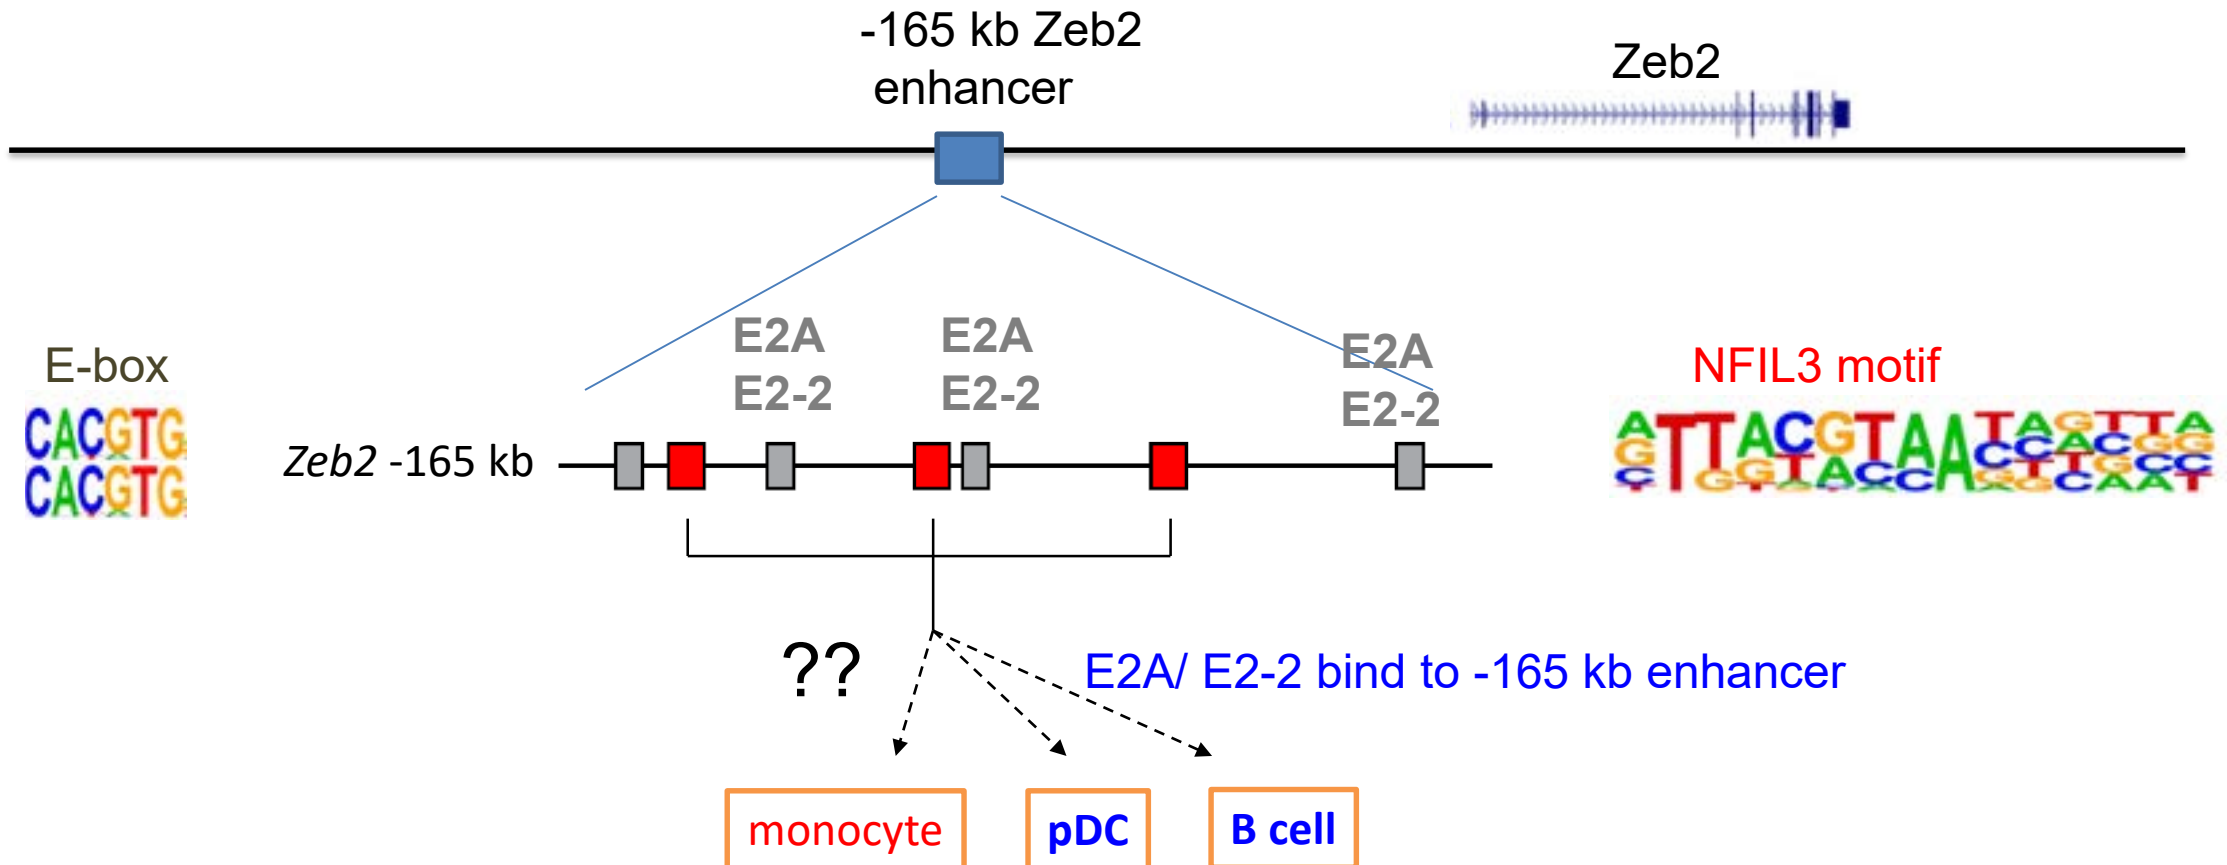 -165 kb Zeb2
enhancer
Zeb2
E2A
E2-2
E2A
E2-2
E2A
E2-2
E-box
CACGTG
CACGTG
NFIL3 motif
Zeb2 -165 kb
??
E2A/ E2-2 bind to -165 kb enhancer
monocyte
pDC
B cell